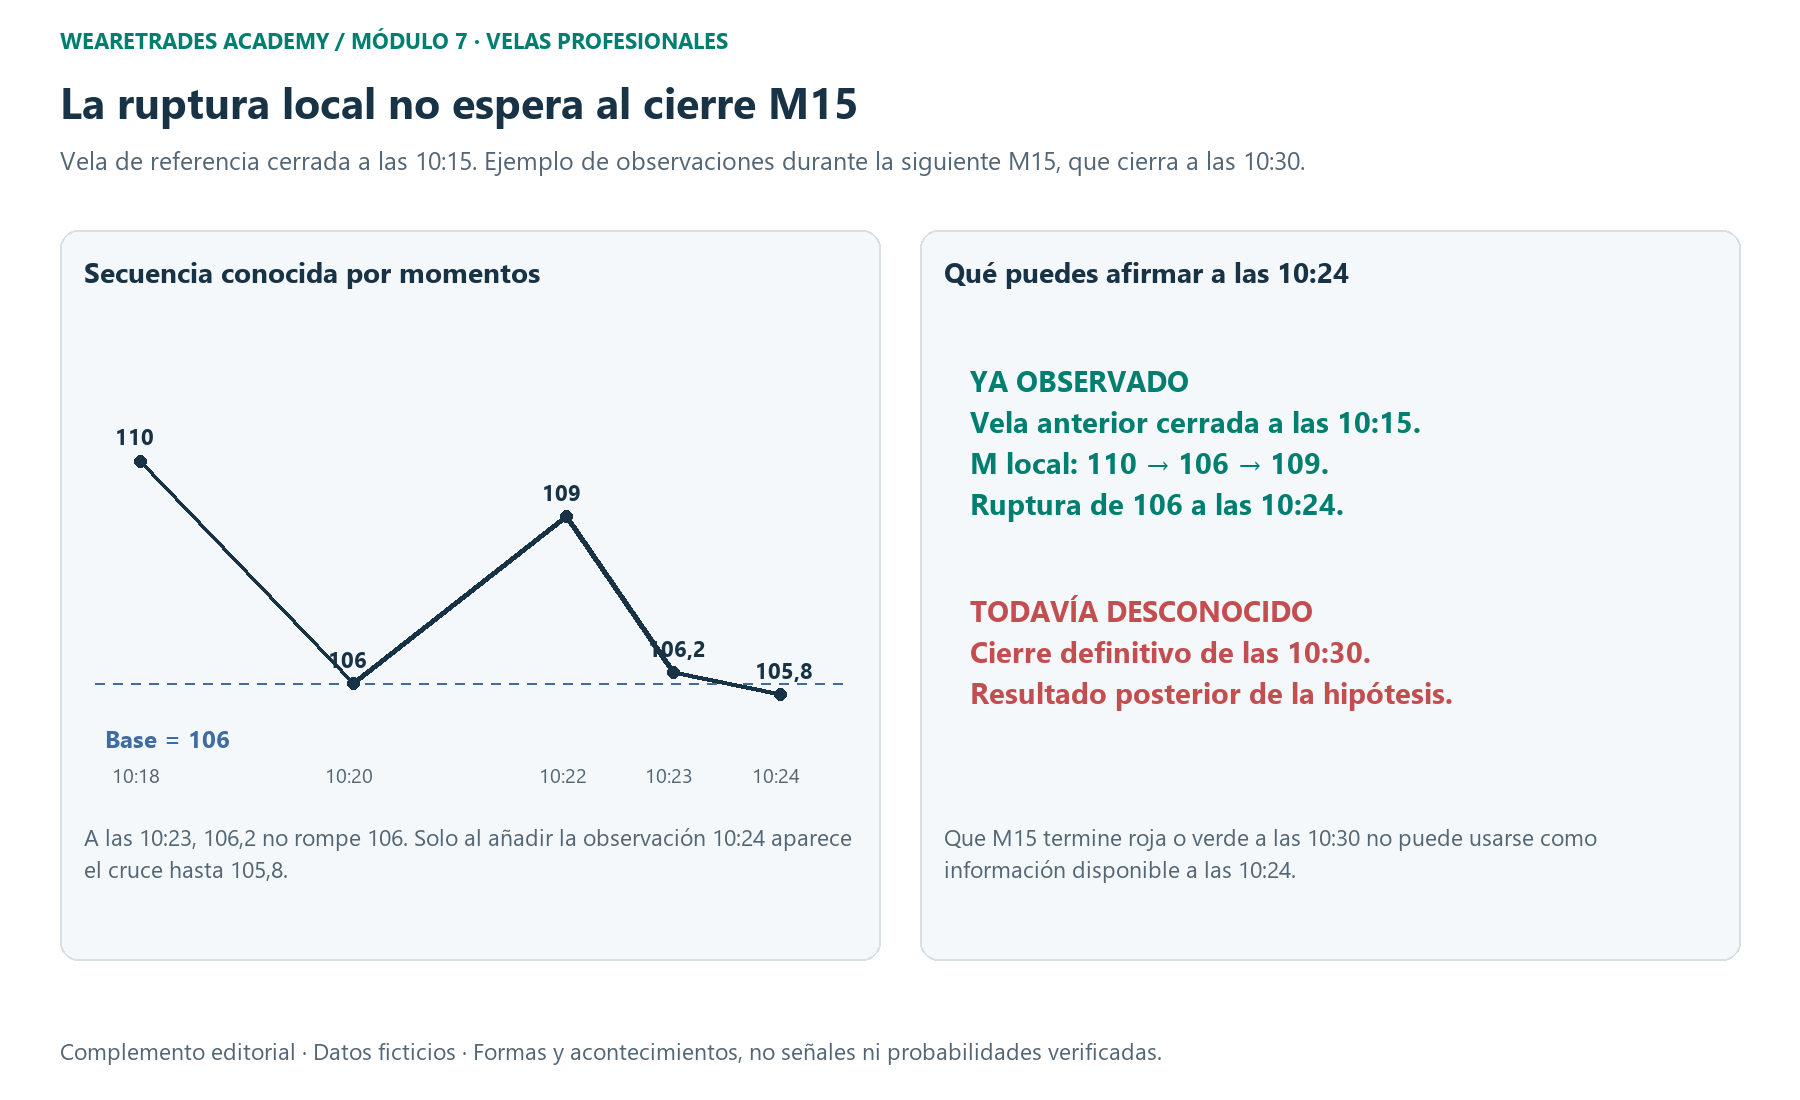 WEARETRADES ACADEMY / MÓDULO 7 · VELAS PROFESIONALES
La ruptura local no espera al cierre M15
Vela de referencia cerrada a las 10:15. Ejemplo de observaciones durante la siguiente M15, que cierra a las 10:30.
Secuencia conocida por momentos
110
109
106
106,2
105,8
Base = 106
10:18
10:20
10:22
10:23
10:24
A las 10:23, 106,2 no rompe 106. Solo al añadir la observación 10:24 aparece
el cruce hasta 105,8.
Qué puedes afirmar a las 10:24
YA OBSERVADO
Vela anterior cerrada a las 10:15.
M local: 110 → 106 → 109.
Ruptura de 106 a las 10:24.
TODAVÍA DESCONOCIDO
Cierre definitivo de las 10:30.
Resultado posterior de la hipótesis.
Que M15 termine roja o verde a las 10:30 no puede usarse como
información disponible a las 10:24.
Complemento editorial · Datos ficticios · Formas y acontecimientos, no señales ni probabilidades verificadas.